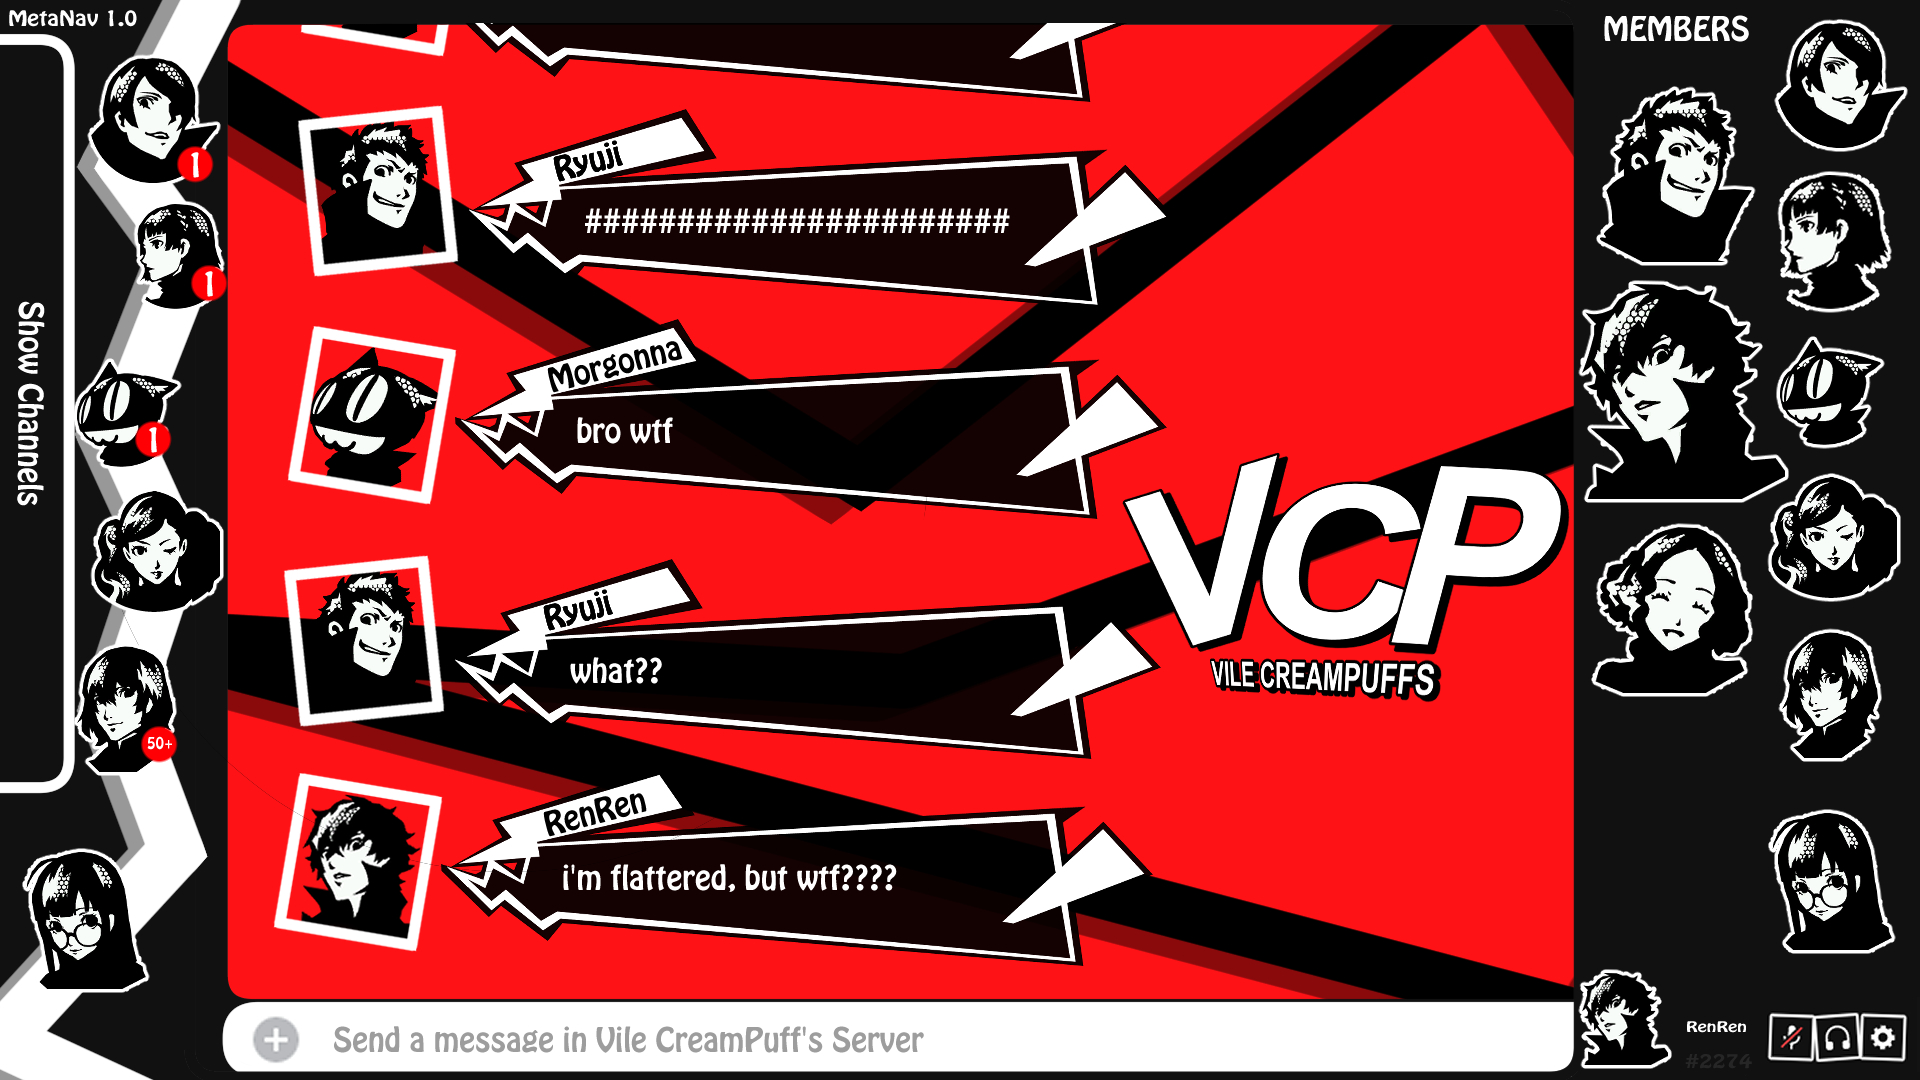 MetaNav 1.0
MEMBERS
Show Channels
1
1
1
50+
Ryuji
#######################
Morgonna
bro wtf
Ryuji
what??
RenRen
i'm flattered, but wtf????
VCP
VILE CREAMPUFFS
Send a message in Vile CreamPuff's Server
RenRen
#2274